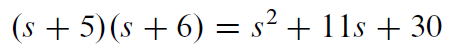 (s + 5)(s + 6) = s² + 11s + 30